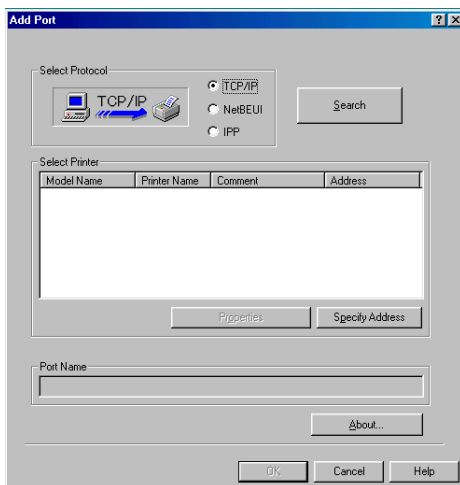 Add Port
Select Protocol
TCP/IP
TCP/IP
NetBEUI
IPP
Search
Select Printer
Model Name Printer Name Comment Address
Properties Specify Address
Port Name
About...
OK Cancel Help